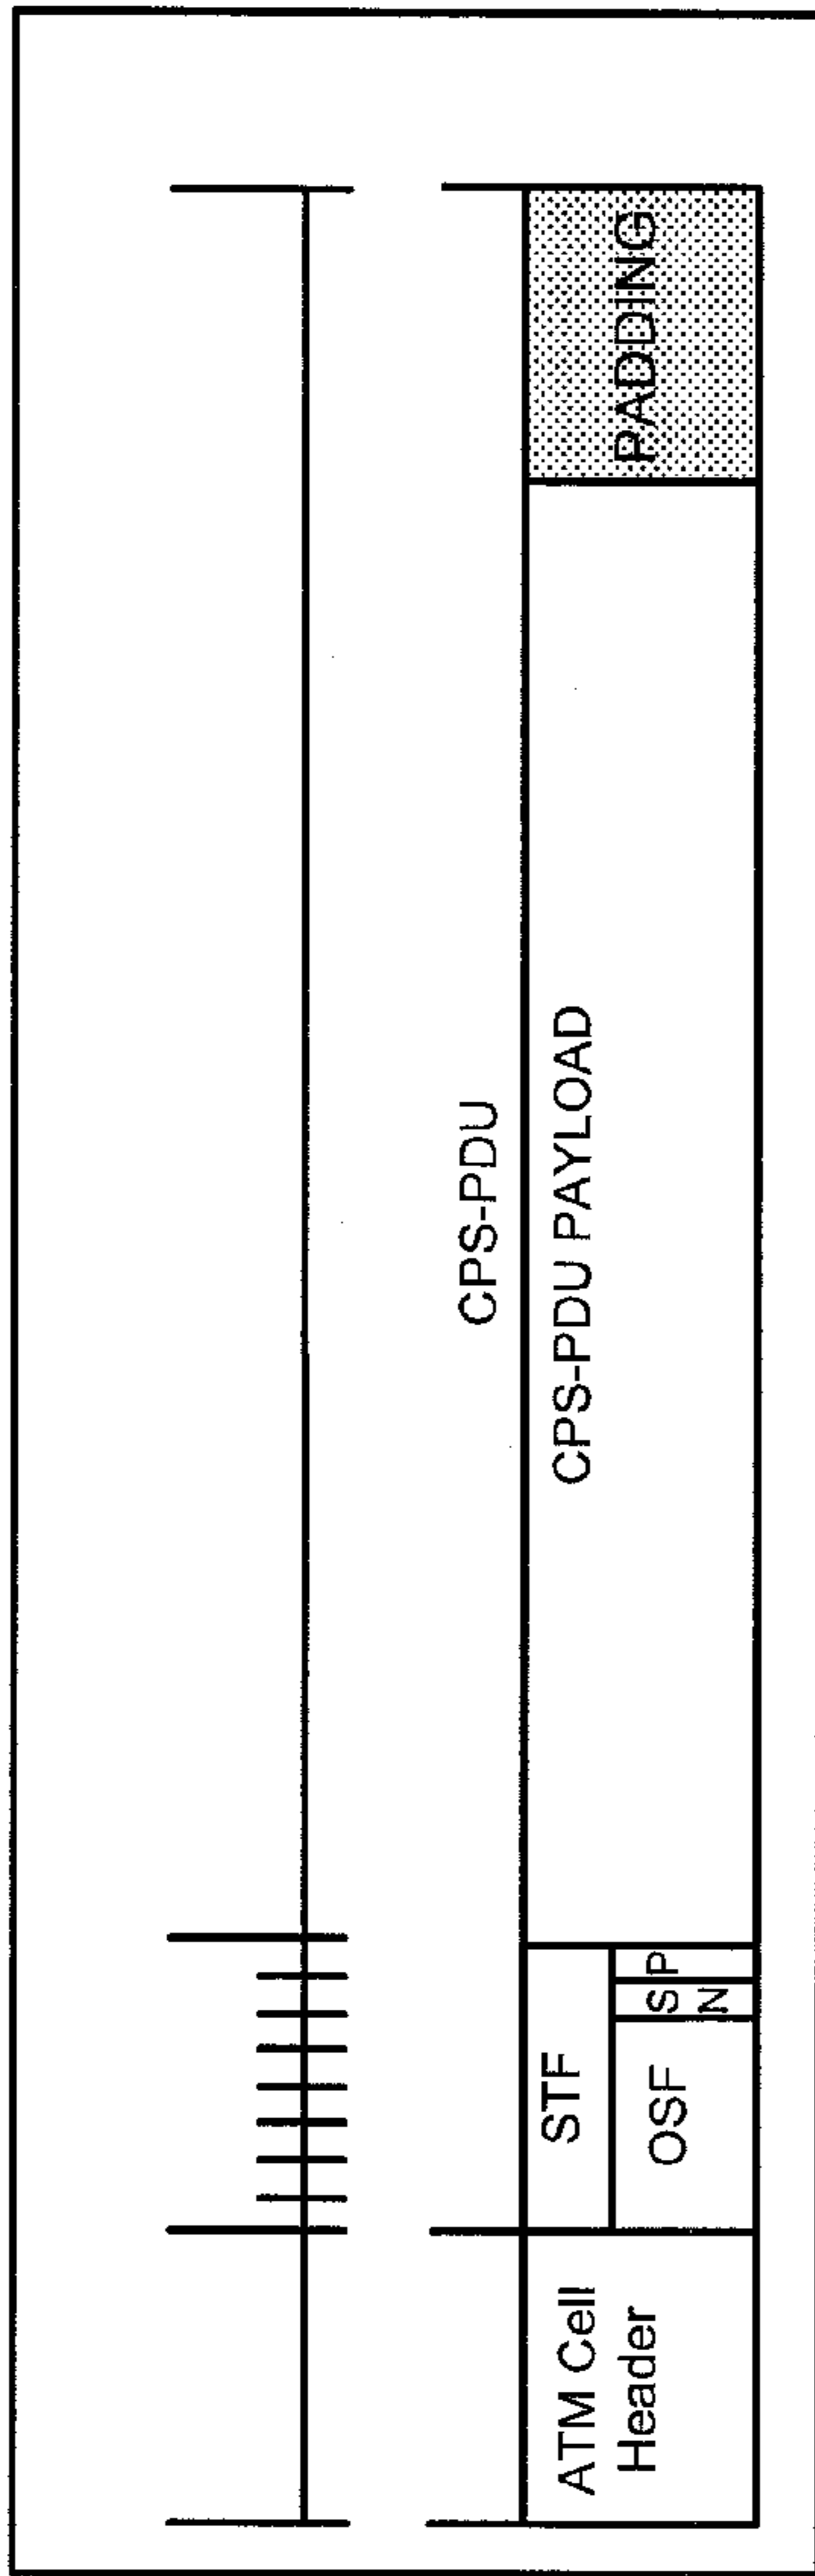 CPS-PDU
ATM Cell
Header
STF
OSF
S
N
P
CPS-PDU PAYLOAD
PADDING